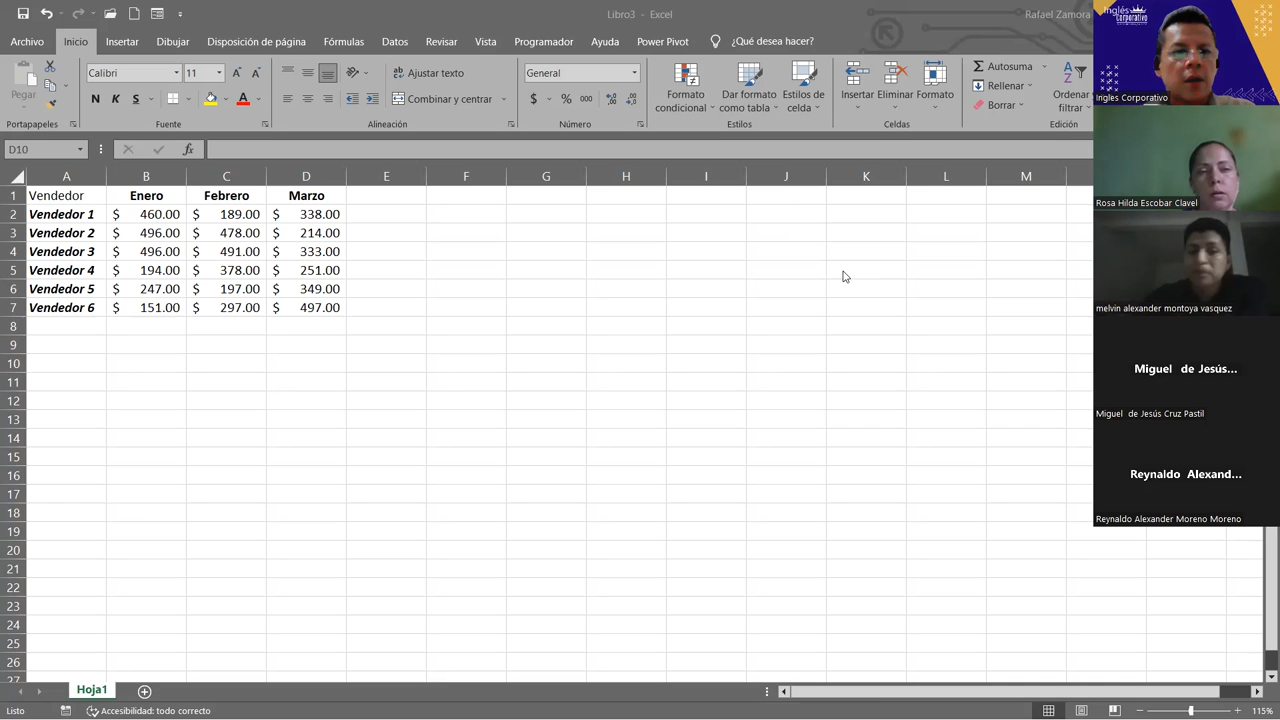 Libro3 - Excel
Rafael Zamora
Archivo Inicio Insertar Dibujar Disposición de página Fórmulas Datos Revisar Vista Programador Ayuda Power Pivot ¿Qué desea hacer?
Pegar
Calibri 11
N K S
Ajustar texto
Combinar y centrar
General
$ % 000
Formato condicional
Dar formato como tabla
Estilos de celda
Insertar
Eliminar
Formato
Autosuma
Rellenar
Borrar
Ordenar
filtrar
Portapapeles Fuente Alineación Número Estilos Celdas Edición
D10 fx
A B C D E F G H I J K L M
1 Vendedor Enero Febrero Marzo
2 Vendedor 1 $ 460.00 $ 189.00 $ 338.00
3 Vendedor 2 $ 496.00 $ 478.00 $ 214.00
4 Vendedor 3 $ 496.00 $ 491.00 $ 333.00
5 Vendedor 4 $ 194.00 $ 378.00 $ 251.00
6 Vendedor 5 $ 247.00 $ 197.00 $ 349.00
7 Vendedor 6 $ 151.00 $ 297.00 $ 497.00
8
9
10
11
12
13
14
15
16
17
18
19
20
21
22
23
24
25
26
27
Hoja1
Listo
Accesibilidad: todo correcto
115%
Inglés
Corporativo
Ingles Corporativo
Rosa Hilda Escobar Clavel
melvin alexander montoya vasquez
Miguel de Jesús...
Miguel de Jesús Cruz Pastil
Reynaldo Alexand...
Reynaldo Alexander Moreno Moreno